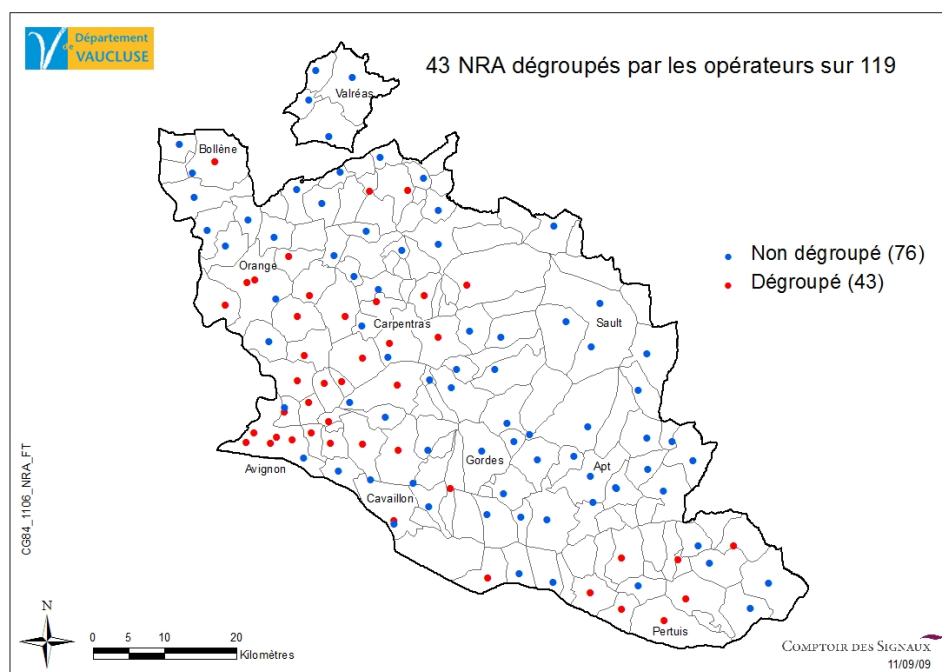 Département
de VAUCLUSE
43 NRA dégroupés par les opérateurs sur 119
Valréas
Bollène
Non dégroupé (76)
Dégroupé (43)
Orange
Carpentras
Sault
Gordes
Apt
Avignon
Cavaillon
Pertuis
CG84_1106_NRA_FT
N
0 5 10 20
Kilomètres
COMPTOIR DES SIGNAUX
11/09/09